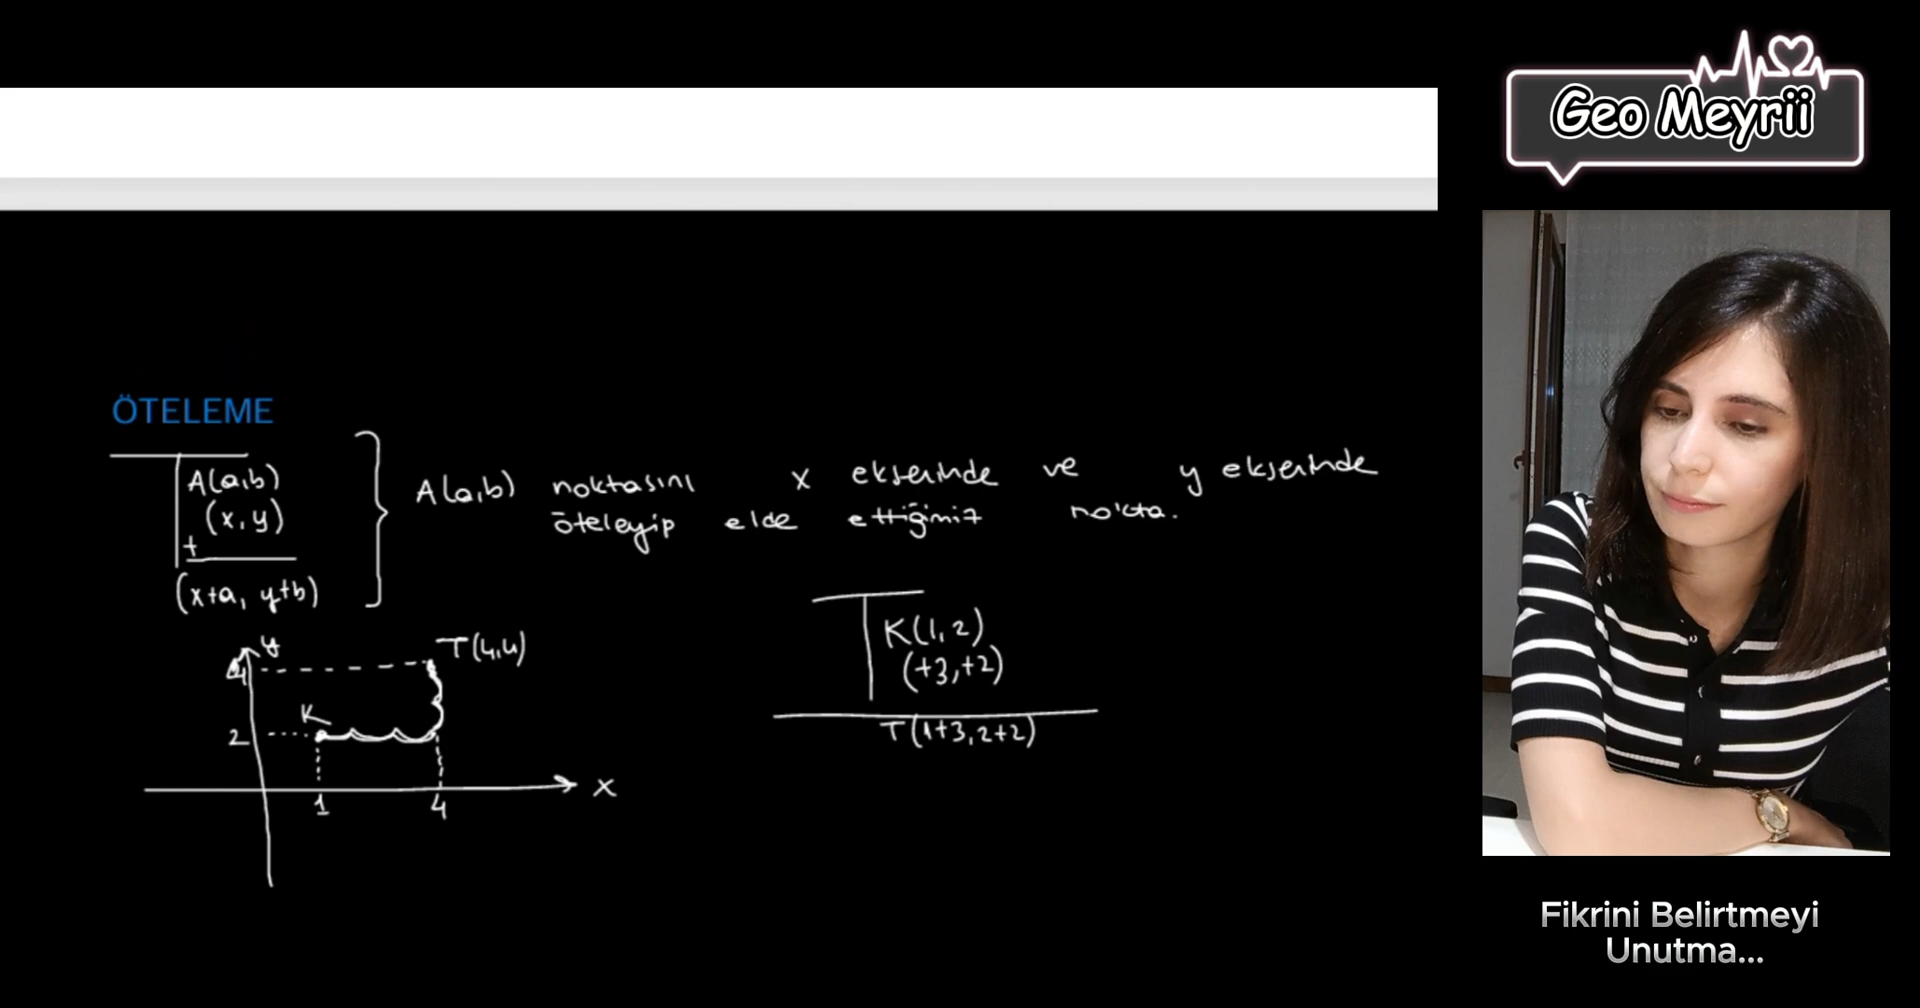 Geo Meyrii
ÖTELEME
A(a,b)
(x,y)
+
(x+a, y+b)
A(a,b) noktasını x ekseninde ve y ekseninde
öteleyip elde ettiğimiz nokta.
K(1,2)
(+3,+2)
T(1+3,2+2)
y
4
T(4,4)
K
2
1
4
x
Fikrini Belirtmeyi
Unutma...